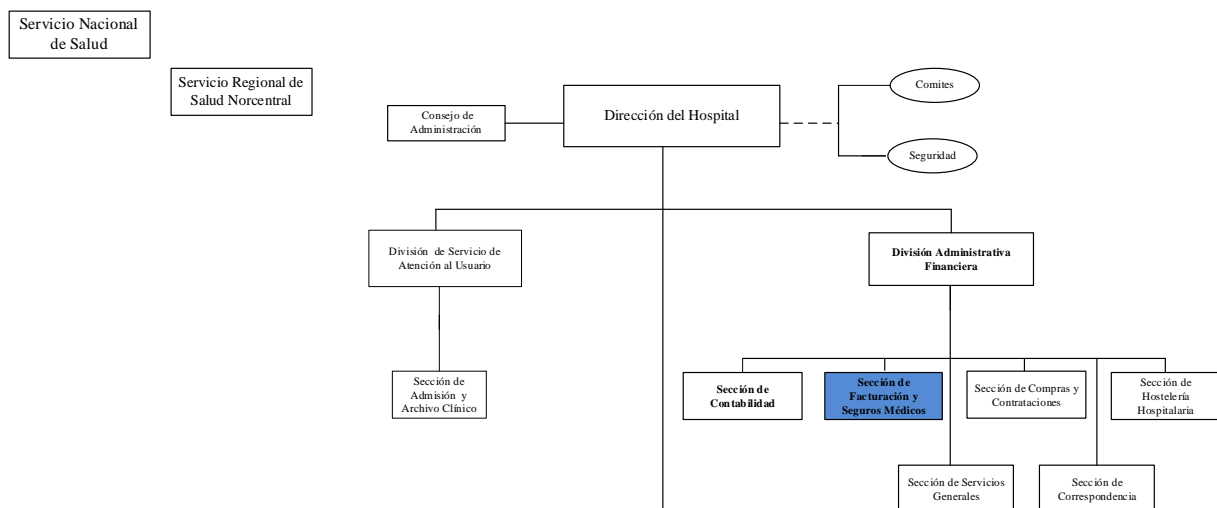 Servicio Nacional
de Salud
Servicio Regional de
Salud Norcentral
Consejo de
Administración
Dirección del Hospital
Comites
Seguridad
División de Servicio de
Atención al Usuario
División Administrativa
Financiera
Sección de
Admisión y
Archivo Clínico
Sección de
Contabilidad
Sección de
Facturación y
Seguros Médicos
Sección de Compras y
Contrataciones
Sección de
Hostelería
Hospitalaria
Sección de Servicios
Generales
Sección de
Correspondencia